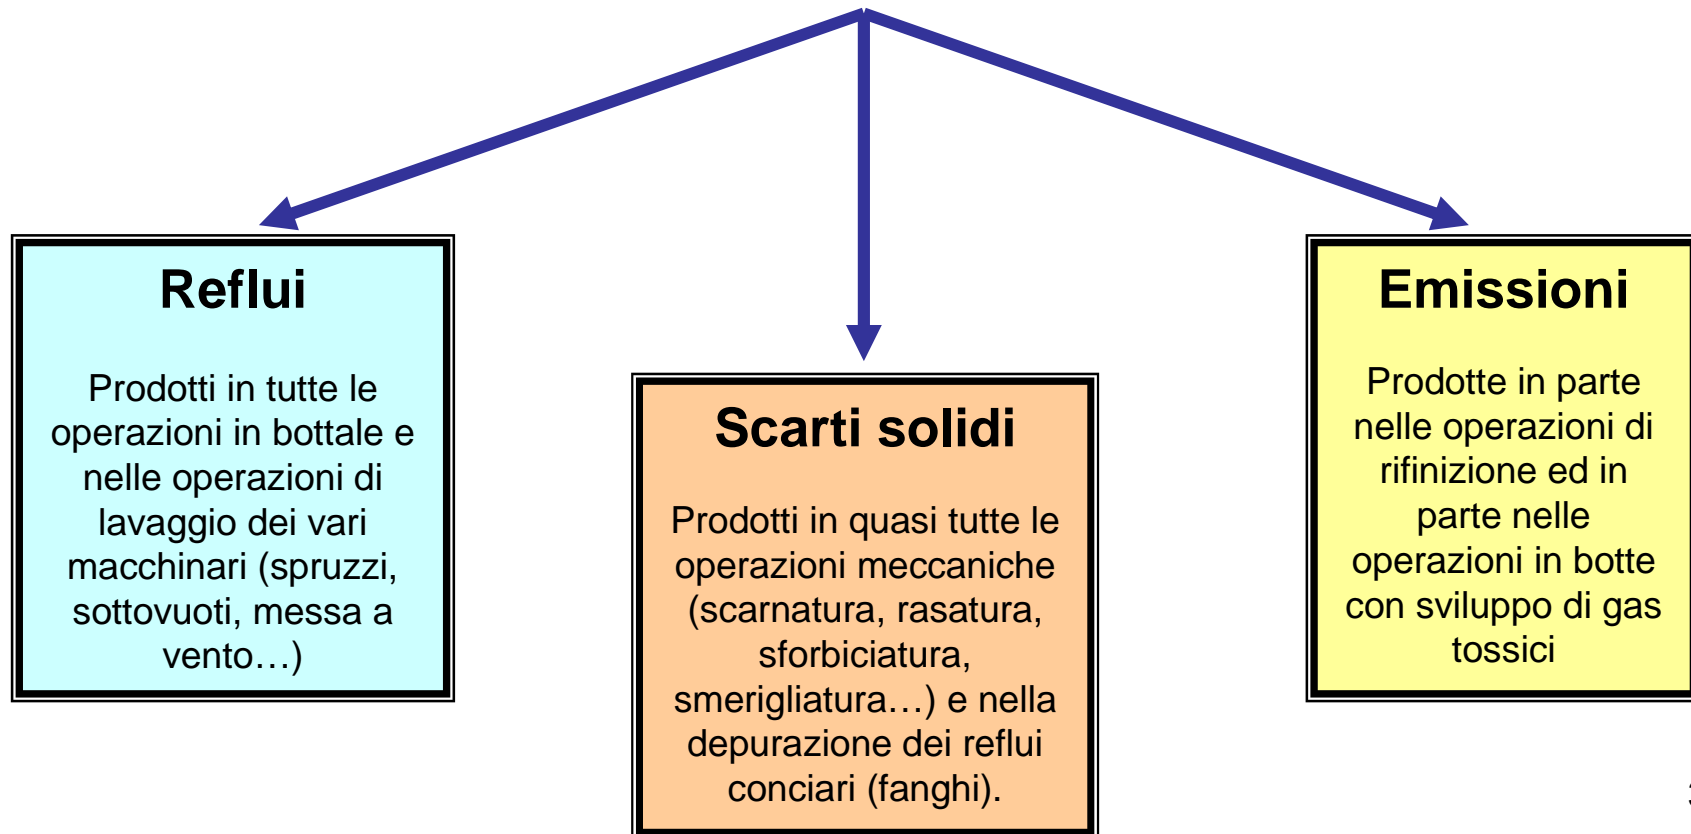 Reflui
Prodotti in tutte le
operazioni in bottale e
nelle operazioni di
lavaggio dei vari
macchinari (spruzzi,
sottovuoti, messa a
vento…)
Scarti solidi
Prodotti in quasi tutte le
operazioni meccaniche
(scarnatura, rasatura,
sforbiciatura,
smerigliatura…) e nella
depurazione dei reflui
conciari (fanghi).
Emissioni
Prodotte in parte
nelle operazioni di
rifinizione ed in
parte nelle
operazioni in botte
con sviluppo di gas
tossici